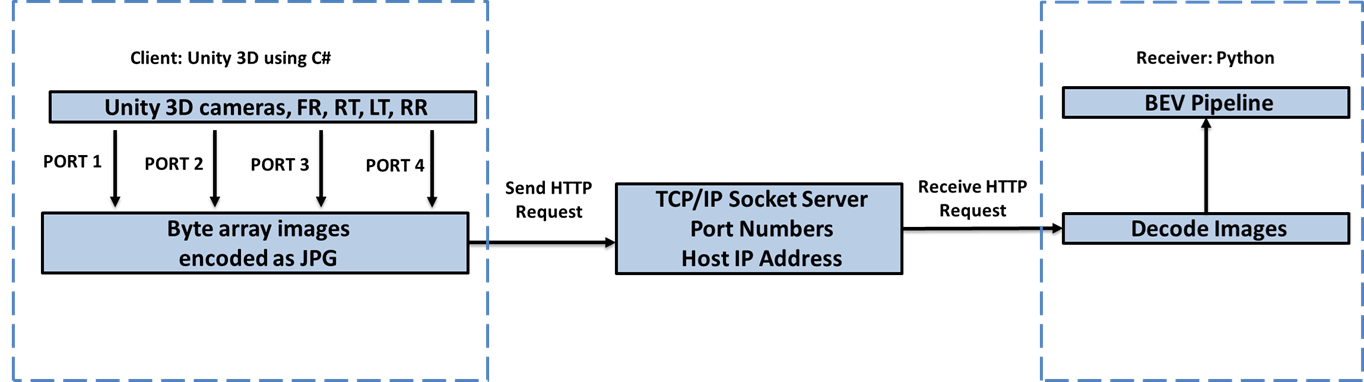 Client: Unity 3D using C#
Unity 3D cameras, FR, RT, LT, RR
PORT 1
PORT 2
PORT 3
PORT 4
Byte array images
encoded as JPG
Send HTTP
Request
TCP/IP Socket Server
Port Numbers
Host IP Address
Receive HTTP
Request
Receiver: Python
BEV Pipeline
Decode Images